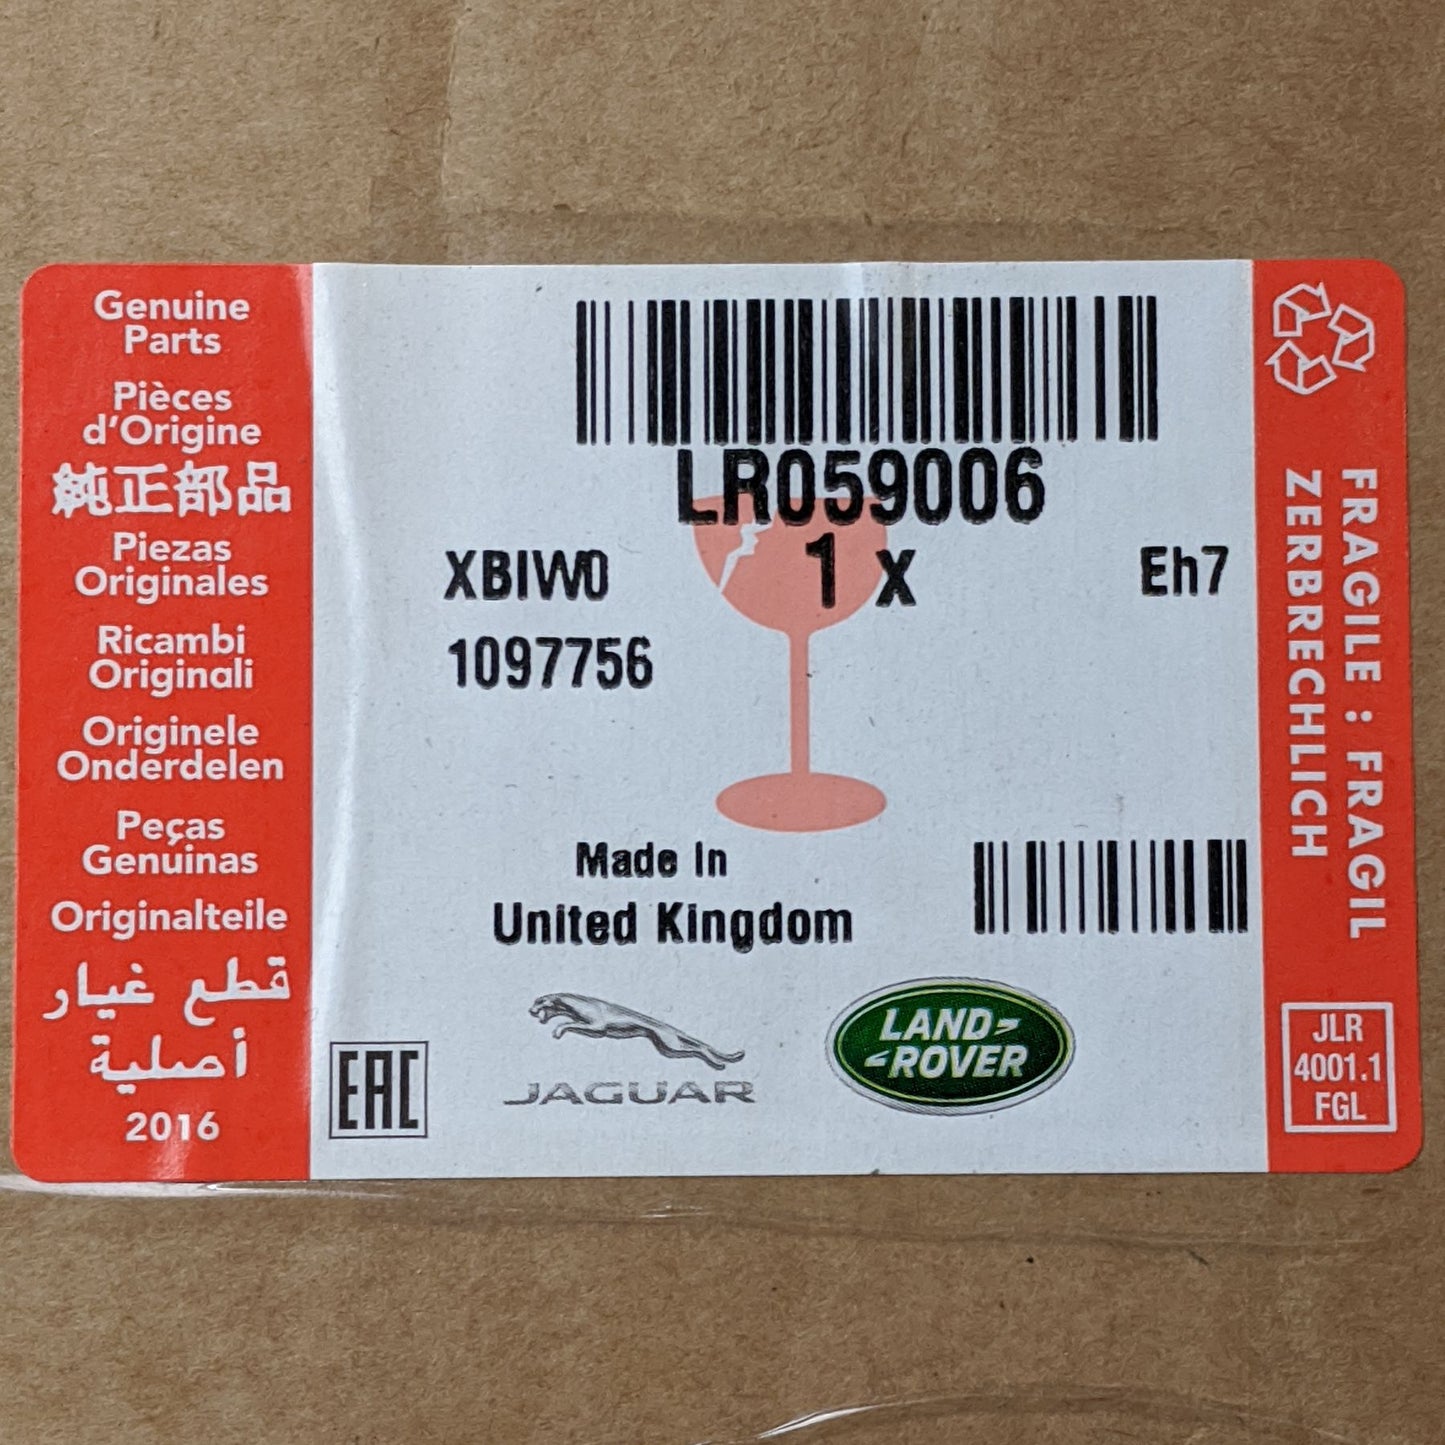 Genuine
Parts
Pièces
d'Origine
純正部品
Piezas
Originales
Ricambi
Originali
Originele
Onderdelen
Peças
Genuinas
Originalteile
قطع غيار
أصلية
2016
LR059006
XBIW0 1 x Eh7
1097756
Made In
United Kingdom
EAC
JAGUAR
LAND
ROVER
FRAGILE : FRAGIL
ZERBRECHLICH
JLR
4001.1
FGL